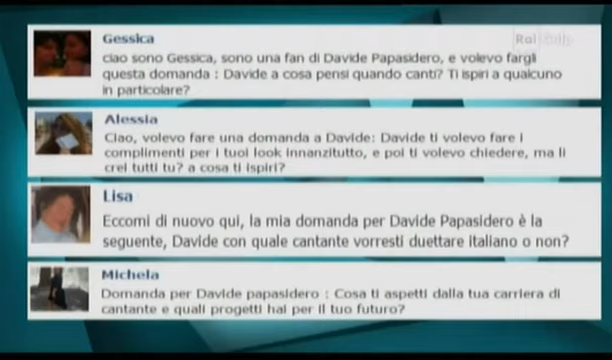 Rai
Gessica
ciao sono Gessica, sono una fan di Davide Papasidero, e volevo fargli
questa domanda : Davide a cosa pensi quando canti? Ti ispiri a qualcuno
in particolare?
Alessia
Ciao, volevo fare una domanda a Davide: Davide ti volevo fare i
complimenti per i tuoi look innanzitutto, e poi ti volevo chiedere, ma li
crei tutti tu? a cosa ti ispiri?
Lisa
Eccomi di nuovo qui, la mia domanda per Davide Papasidero è la
seguente, Davide con quale cantante vorresti duettare italiano o non?
Michela
Domanda per Davide papasidero : Cosa ti aspetti dalla tua carriera di
cantante e quali progetti hai per il tuo futuro?